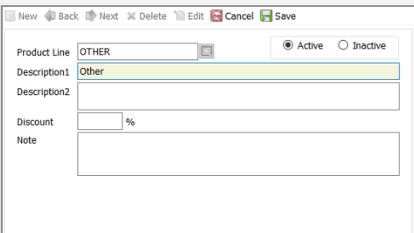 New Back Next Delete Edit Cancel Save
Product Line OTHER Active Inactive
Description1 Other
Description2
Discount %
Note